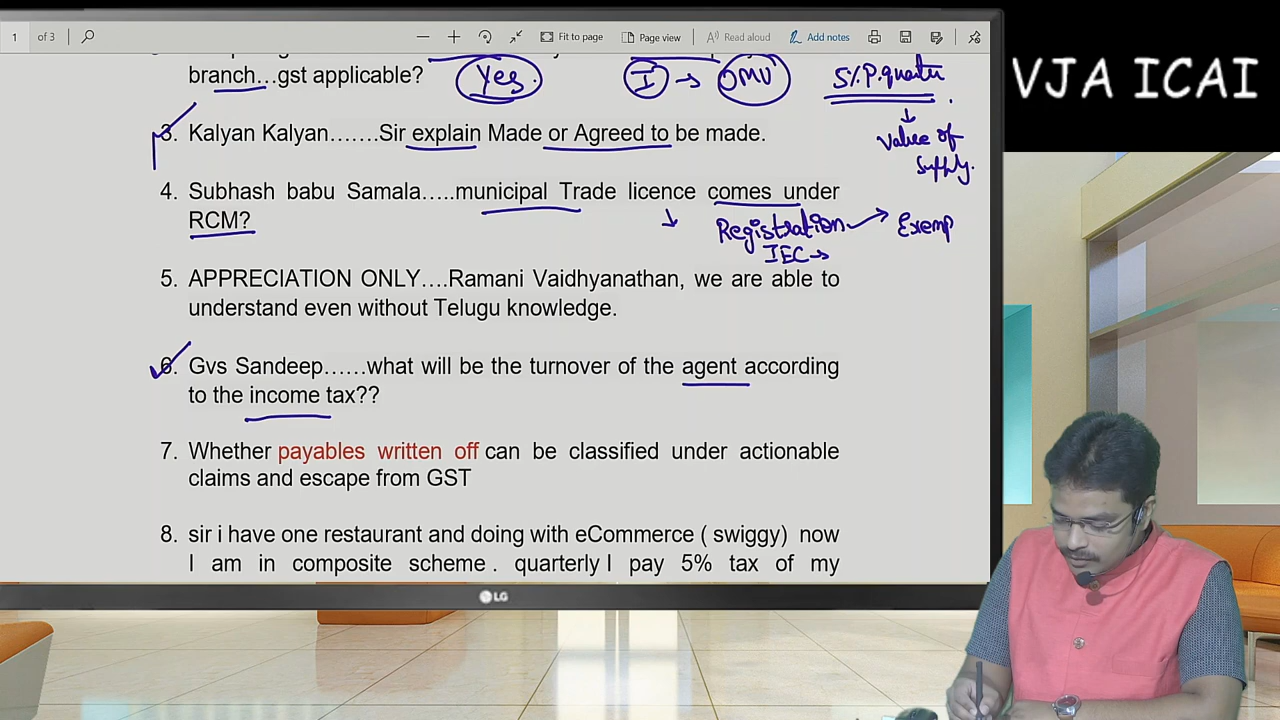 1 of 3 Fit to page Page view Read aloud Add notes
VJA ICAI
branch…gst applicable? Yes I → OMV 5% P. quarter
3. Kalyan Kalyan…….Sir explain Made or Agreed to be made.
Value of
Supply.
4. Subhash babu Samala…..municipal Trade licence comes under
RCM? Registration → Exemp
IEC →
5. APPRECIATION ONLY….Ramani Vaidhyanathan, we are able to
understand even without Telugu knowledge.
6. Gvs Sandeep……what will be the turnover of the agent according
to the income tax??
7. Whether payables written off can be classified under actionable
claims and escape from GST
8. sir i have one restaurant and doing with eCommerce ( swiggy) now
I am in composite scheme . quarterly I pay 5% tax of my
LG